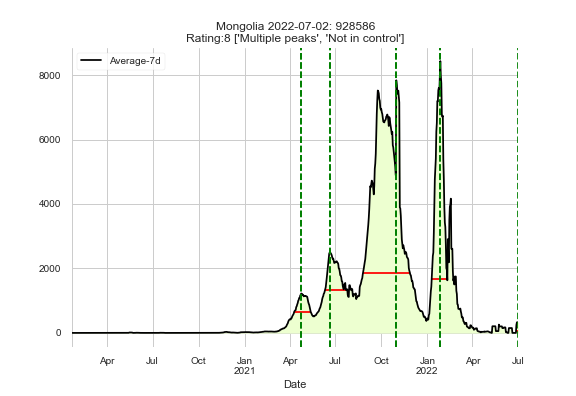 Mongolia 2022-07-02: 928586
Rating:8 ['Multiple peaks', 'Not in control']
Average-7d
8000
6000
4000
2000
0
Apr Jul Oct Jan Apr Jul Oct Jan Apr Jul
2021 2022
Date